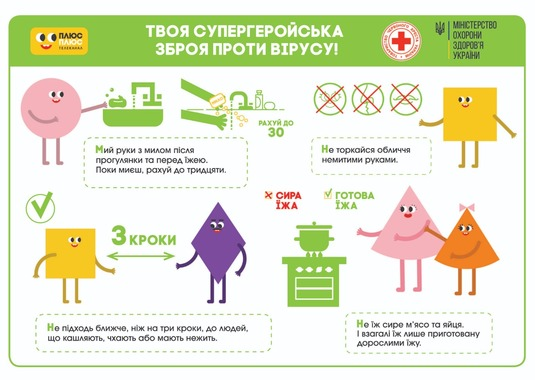 ПЛЮС
ПЛЮС
ТЕЛЕКАНАЛ
ТВОЯ СУПЕРГЕРОЙСЬКА
ЗБРОЯ ПРОТИ ВІРУСУ!
МІНІСТЕРСТВО
ОХОРОНИ
ЗДОРОВ'Я
УКРАЇНИ
РАХУЙ ДО
30
Мий руки з милом після
прогулянки та перед їжею.
Поки миєш, рахуй до тридцяти.
Не торкайся обличчя
немитими руками.
3 КРОКИ
СИРА
ЇЖА
ГОТОВА
ЇЖА
Не підходь ближче, ніж на три кроки, до людей,
що кашляють, чхають або мають нежить.
Не їж сире м'ясо та яйця.
І взагалі їж лише приготовану
дорослими їжу.